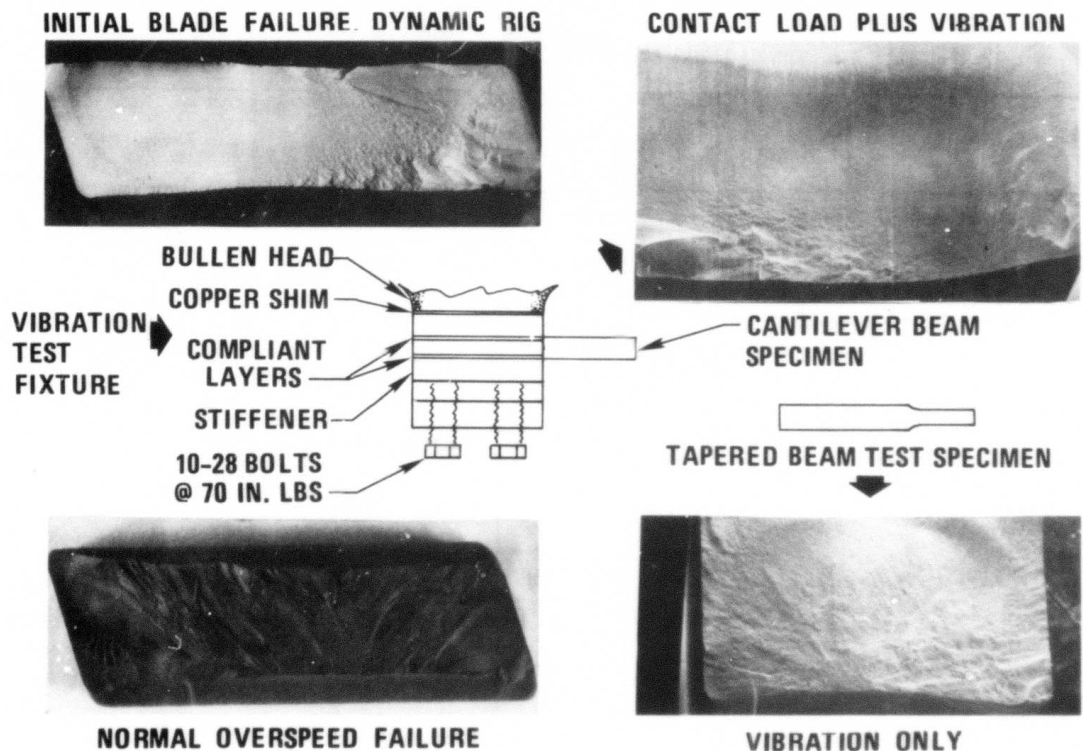 INITIAL BLADE FAILURE. DYNAMIC RIG
CONTACT LOAD PLUS VIBRATION
BULLEN HEAD
COPPER SHIM
VIBRATION
TEST
FIXTURE
COMPLIANT
LAYERS
STIFFENER
10-28 BOLTS
@ 70 IN. LBS
CANTILEVER BEAM
SPECIMEN
TAPERED BEAM TEST SPECIMEN
NORMAL OVERSPEED FAILURE
VIBRATION ONLY